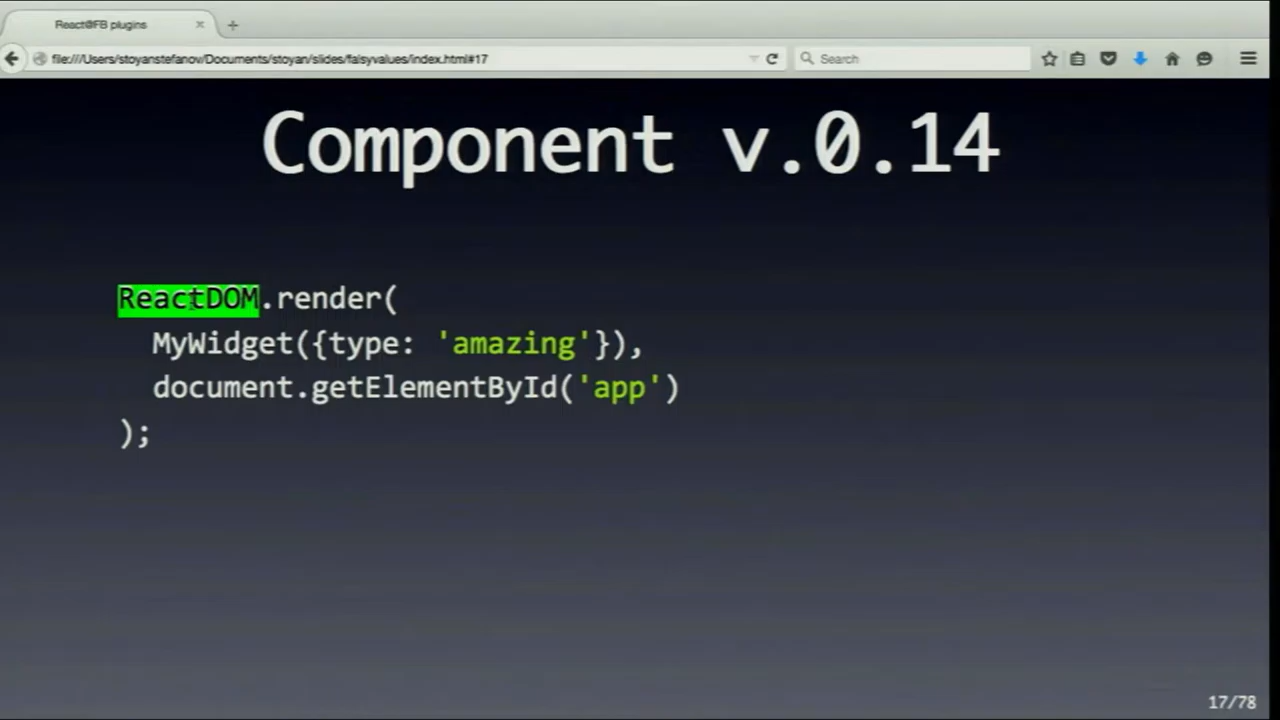 React@FB plugins
file:///Users/stoyanstefanov/Documents/stoyan/slides/falsyvalues/index.html#17
Search
Component v.0.14
ReactDOM.render(
MyWidget({type: 'amazing'}),
document.getElementById('app')
);
17/78